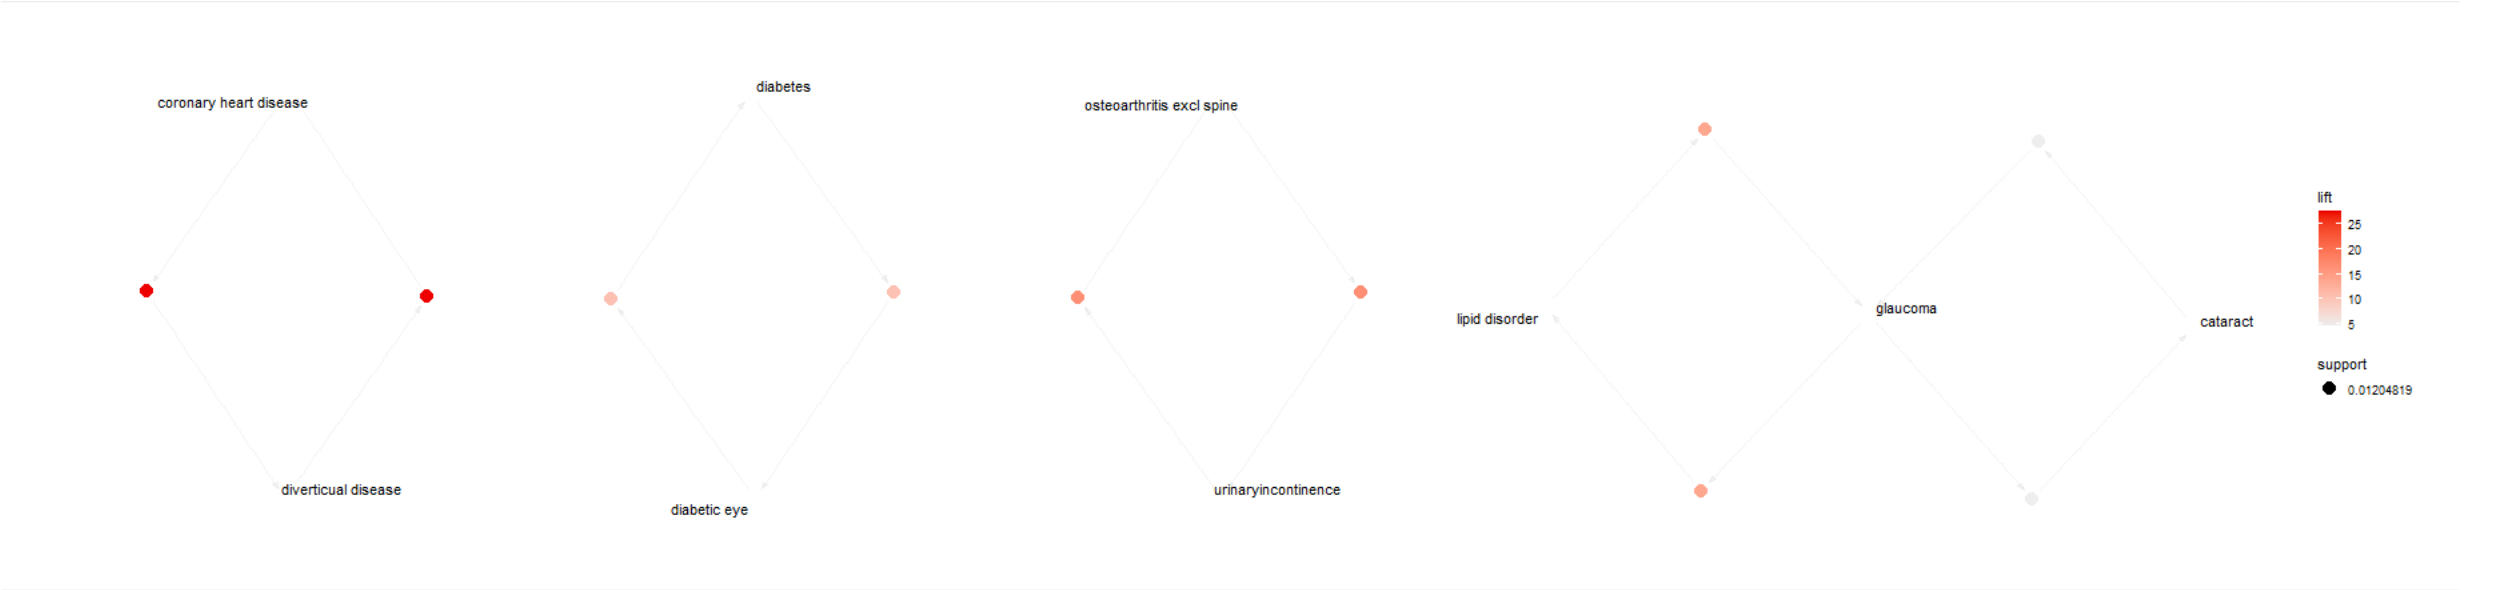 coronary heart disease
diabetes
osteoarthritis excl spine
lipid disorder
glaucoma
cataract
diverticual disease
diabetic eye
urinaryincontinence
lift
25
20
15
10
5
support
0.01204819